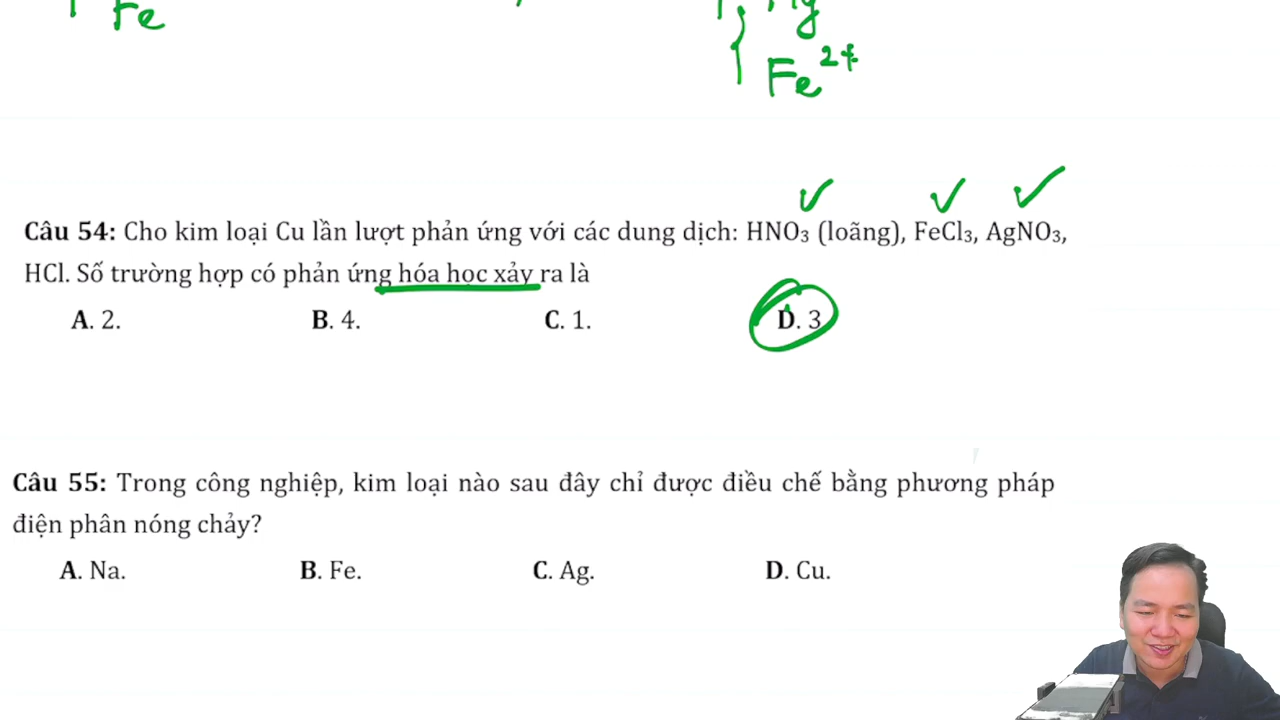 Fe
Fe²⁺
Câu 54: Cho kim loại Cu lần lượt phản ứng với các dung dịch: HNO₃ (loãng), FeCl₃, AgNO₃,
HCl. Số trường hợp có phản ứng hóa học xảy ra là
A. 2. B. 4. C. 1. D. 3
Câu 55: Trong công nghiệp, kim loại nào sau đây chỉ được điều chế bằng phương pháp
điện phân nóng chảy?
A. Na. B. Fe. C. Ag. D. Cu.